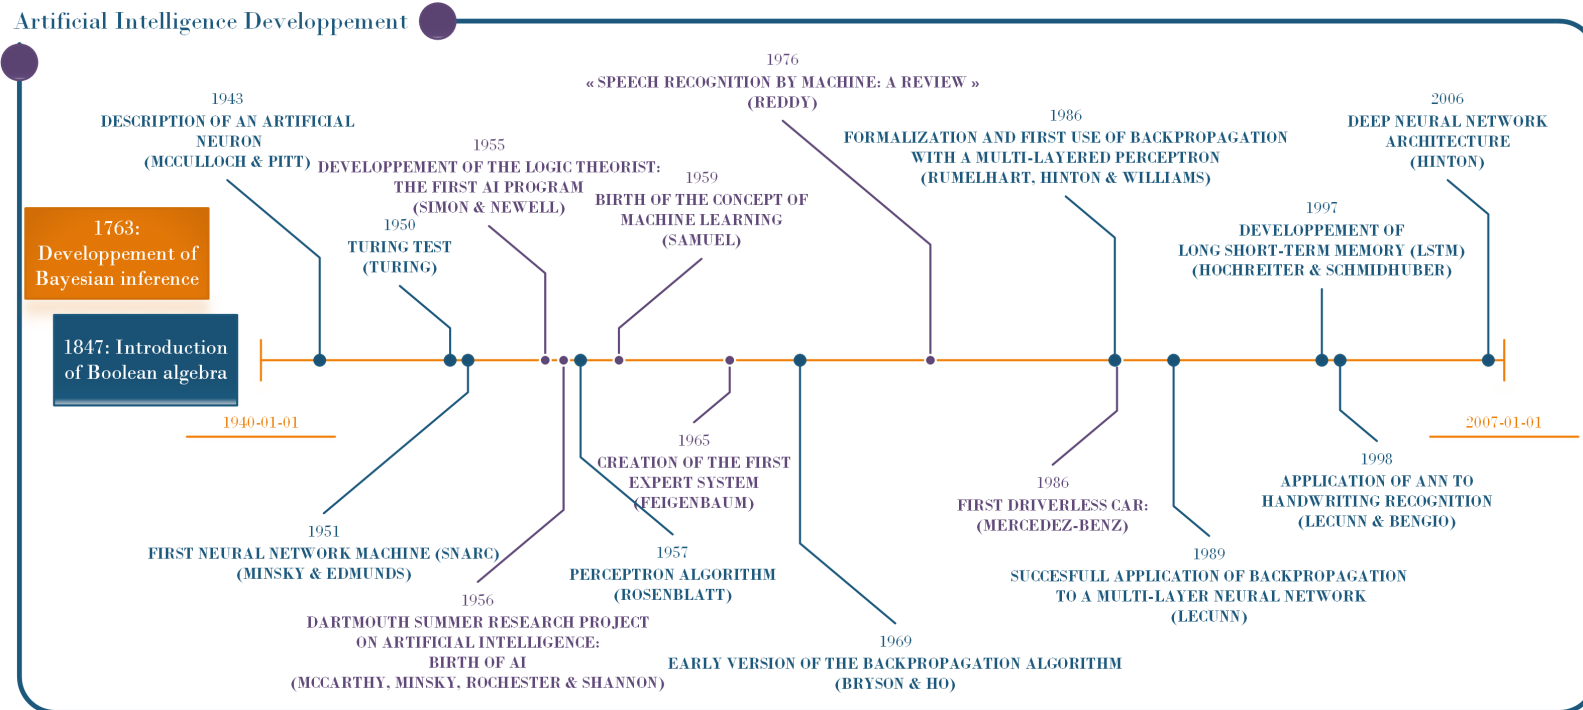 Artificial Intelligence Developpement
1976
« SPEECH RECOGNITION BY MACHINE: A REVIEW »
(REDDY)
1943
DESCRIPTION OF AN ARTIFICIAL
NEURON
(MCCULLOCH & PITT)
1955
DEVELOPPEMENT OF THE LOGIC THEORIST:
THE FIRST AI PROGRAM
(SIMON & NEWELL)
1950
TURING TEST
(TURING)
1959
BIRTH OF THE CONCEPT OF
MACHINE LEARNING
(SAMUEL)
1986
FORMALIZATION AND FIRST USE OF BACKPROPAGATION
WITH A MULTI-LAYERED PERCEPTRON
(RUMELHART, HINTON & WILLIAMS)
2006
DEEP NEURAL NETWORK
ARCHITECTURE
(HINTON)
1997
DEVELOPPEMENT OF
LONG SHORT-TERM MEMORY (LSTM)
(HOCHREITER & SCHMIDHUBER)
1763:
Developpement of
Bayesian inference
1847: Introduction
of Boolean algebra
1940-01-01
2007-01-01
1951
FIRST NEURAL NETWORK MACHINE (SNARC)
(MINSKY & EDMUNDS)
1956
DARTMOUTH SUMMER RESEARCH PROJECT
ON ARTIFICIAL INTELLIGENCE:
BIRTH OF AI
(MCCARTHY, MINSKY, ROCHESTER & SHANNON)
1965
CREATION OF THE FIRST
EXPERT SYSTEM
(FEIGENBAUM)
1957
PERCEPTRON ALGORITHM
(ROSENBLATT)
1969
EARLY VERSION OF THE BACKPROPAGATION ALGORITHM
(BRYSON & HO)
1986
FIRST DRIVERLESS CAR:
(MERCEDEZ-BENZ)
1989
SUCCESFULL APPLICATION OF BACKPROPAGATION
TO A MULTI-LAYER NEURAL NETWORK
(LECUNN)
1998
APPLICATION OF ANN TO
HANDWRITING RECOGNITION
(LECUNN & BENGIO)